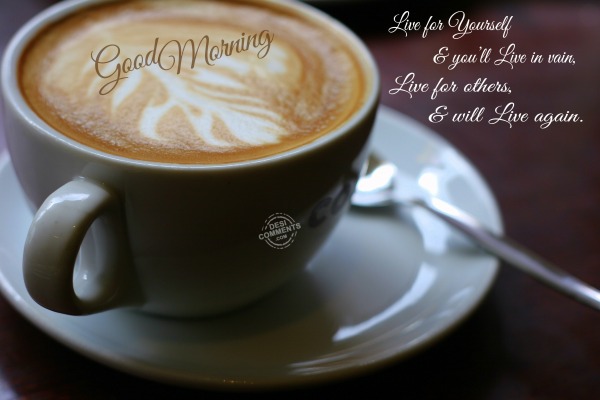 Good Morning
Live for Yourself
& you'll Live in vain,
Live for others,
& will Live again.
DESI
COMMENTS
.COM